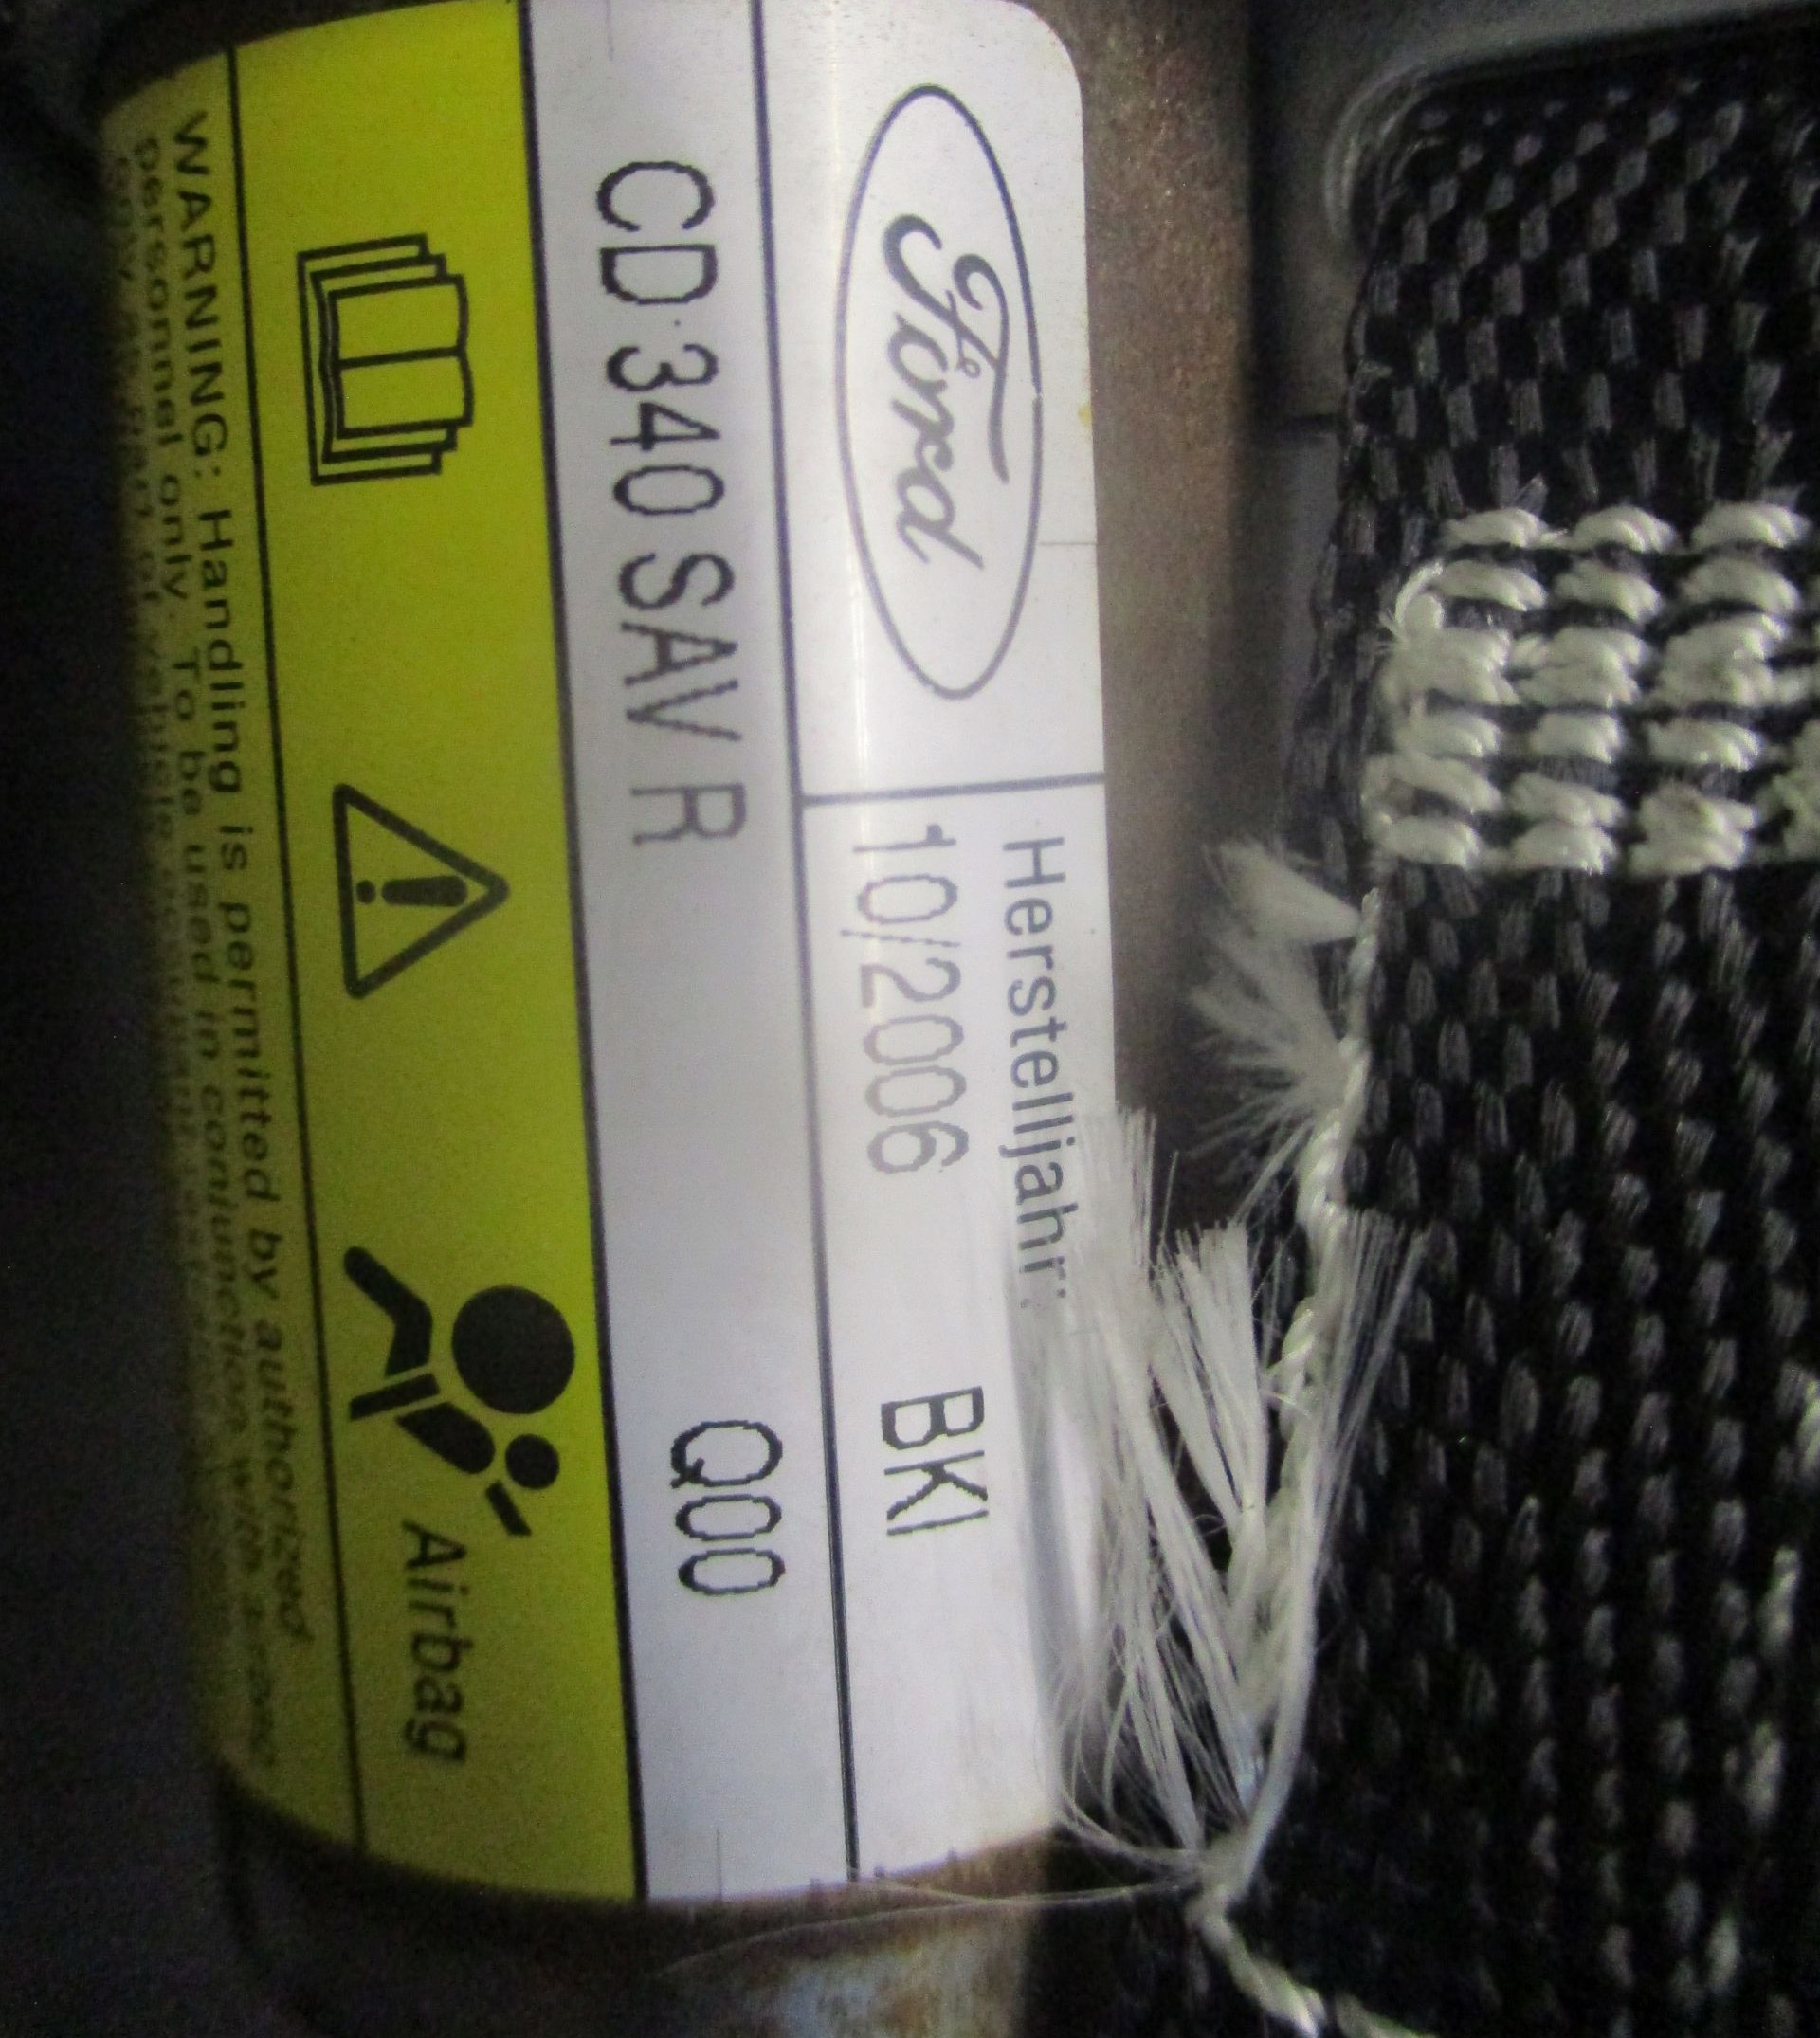 Ford
Herstelljahr:
10/2006 BKI
CD 340 SAV R Q00
Airbag
WARNING: Handling is permitted by authorized
personnel only. To be used in conjunction with